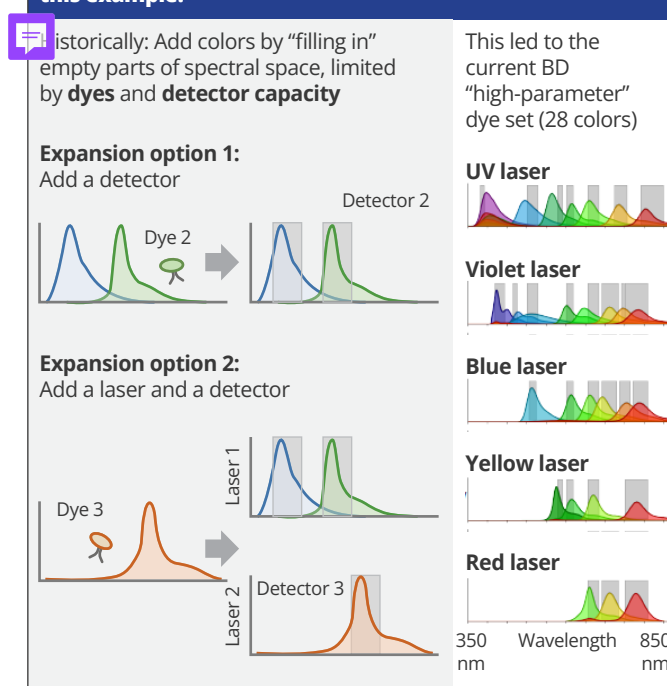 this example.
istorically: Add colors by “filling in”
empty parts of spectral space, limited
by dyes and detector capacity
Expansion option 1:
Add a detector
Detector 2
Dye 2
Expansion option 2:
Add a laser and a detector
Laser 1
Dye 3
Detector 3
Laser 2
This led to the
current BD
“high-parameter”
dye set (28 colors)
UV laser
Violet laser
Blue laser
Yellow laser
Red laser
350 Wavelength 850
nm nm